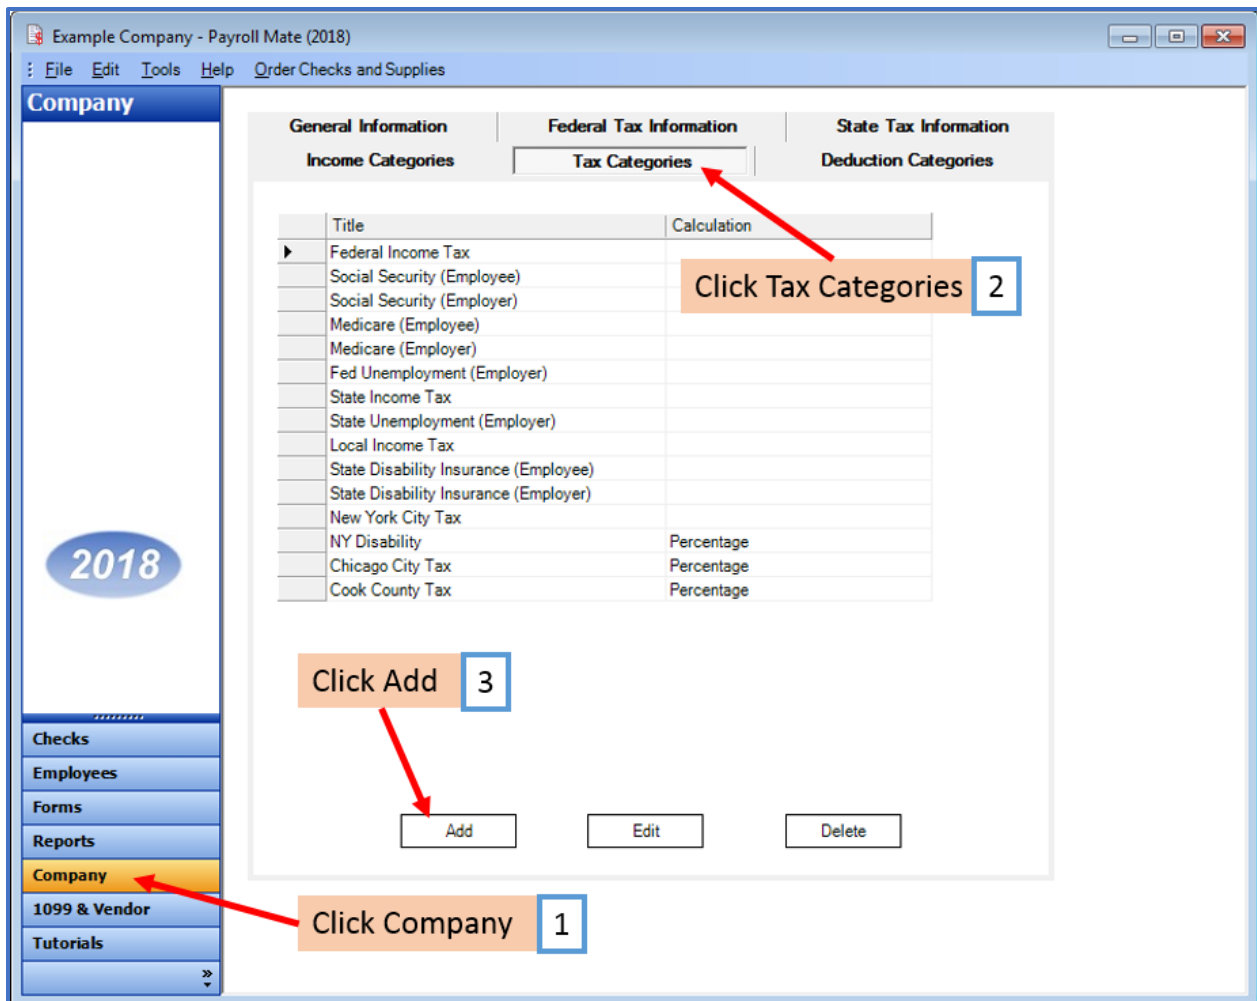 Example Company - Payroll Mate (2018)
File Edit Tools Help Order Checks and Supplies
Company
General Information Federal Tax Information State Tax Information
Income Categories Tax Categories Deduction Categories
Title Calculation
Federal Income Tax
Social Security (Employee)
Click Tax Categories 2
Social Security (Employer)
Medicare (Employee)
Medicare (Employer)
Fed Unemployment (Employer)
State Income Tax
State Unemployment (Employer)
Local Income Tax
State Disability Insurance (Employee)
State Disability Insurance (Employer)
New York City Tax
NY Disability Percentage
Chicago City Tax Percentage
Cook County Tax Percentage
2018
Click Add 3
Add Edit Delete
Checks
Employees
Forms
Reports
Company
1099 & Vendor
Tutorials
Click Company 1